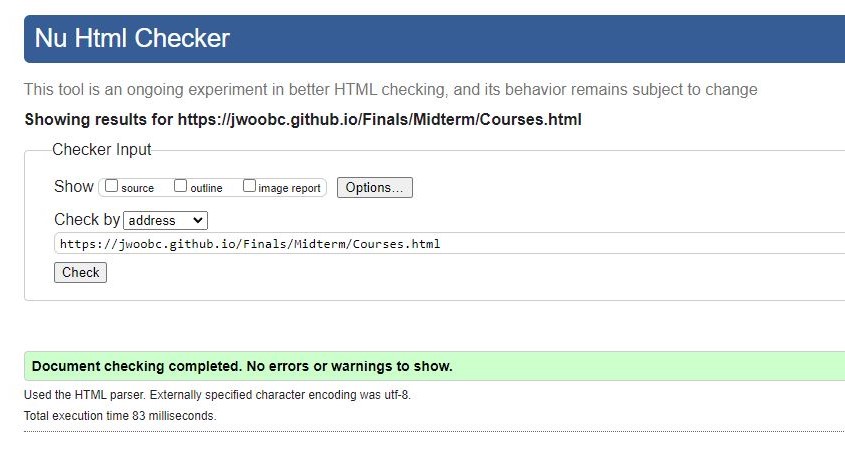 Nu Html Checker
This tool is an ongoing experiment in better HTML checking, and its behavior remains subject to change
Showing results for https://jwoobc.github.io/Finals/Midterm/Courses.html
Checker Input
Show source outline image report Options...
Check by address
https://jwoobc.github.io/Finals/Midterm/Courses.html
Check
Document checking completed. No errors or warnings to show.
Used the HTML parser. Externally specified character encoding was utf-8.
Total execution time 83 milliseconds.